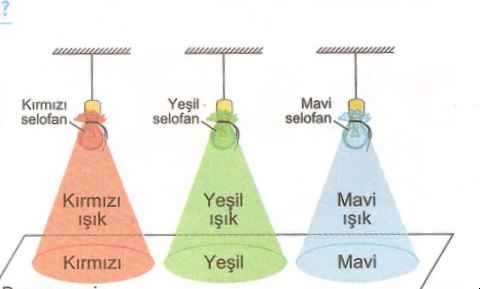 ?
Kırmızı
selofan
Yeşil
selofan
Mavi
selofan
Kırmızı
ışık
Yeşil
ışık
Mavi
ışık
Kırmızı
Yeşil
Mavi